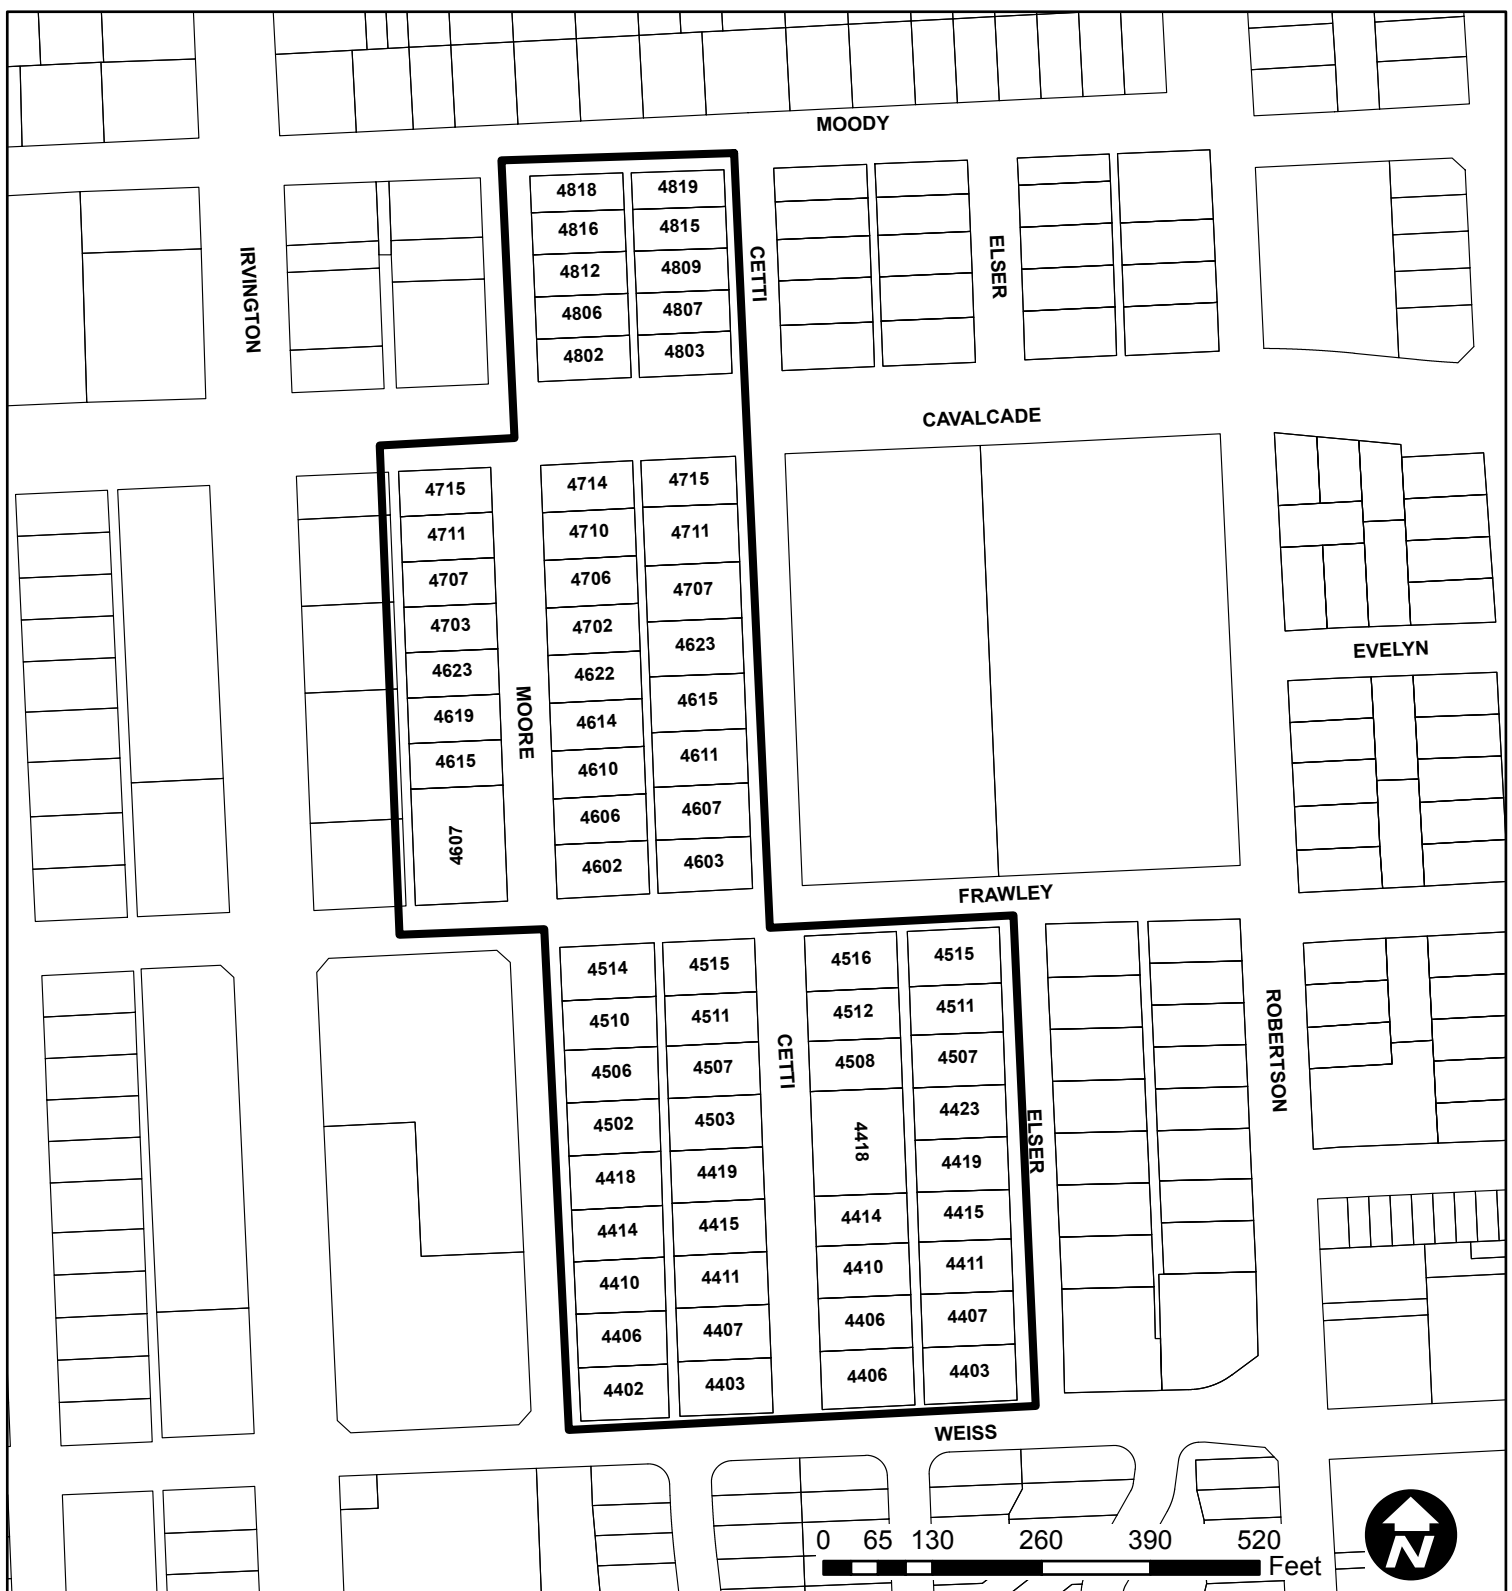 MOODY
4818 4819
4816 4815
4812 4809
4806 4807
4802 4803
IRVINGTON
CETTI
ELSER
CAVALCADE
4715 4714 4715
4711 4710 4711
4707 4706 4707
4703 4702 4623
4623 4622 4615
4619 4614 4611
4615 4610 4607
4607 4606 4603
4602
MOORE
EVELYN
FRAWLEY
4514 4515 4516 4515
4510 4511 4512 4511
4506 4507 4508 4507
4502 4503 4418 4423
4418 4419 4414 4419
4414 4415 4410 4415
4410 4411 4406 4411
4406 4407 4406 4407
4402 4403 4403
CETTI
ELSER
ROBERTSON
WEISS
0 65 130 260 390 520
Feet
N